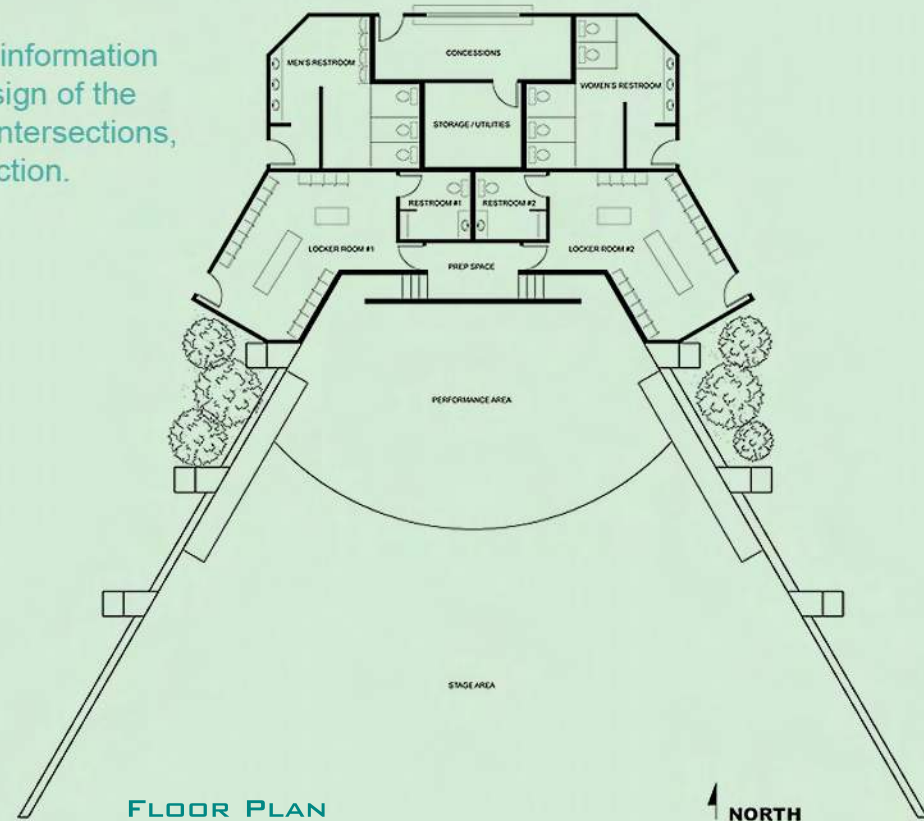 information
sign of the
ntersections,
ction.
CONCESSIONS
MEN'S RESTROOM
WOMEN'S RESTROOM
STORAGE / UTILITIES
RESTROOM #1
RESTROOM #2
LOCKER ROOM #1
LOCKER ROOM #2
PREP SPACE
PERFORMANCE AREA
STAGE AREA
FLOOR PLAN
NORTH